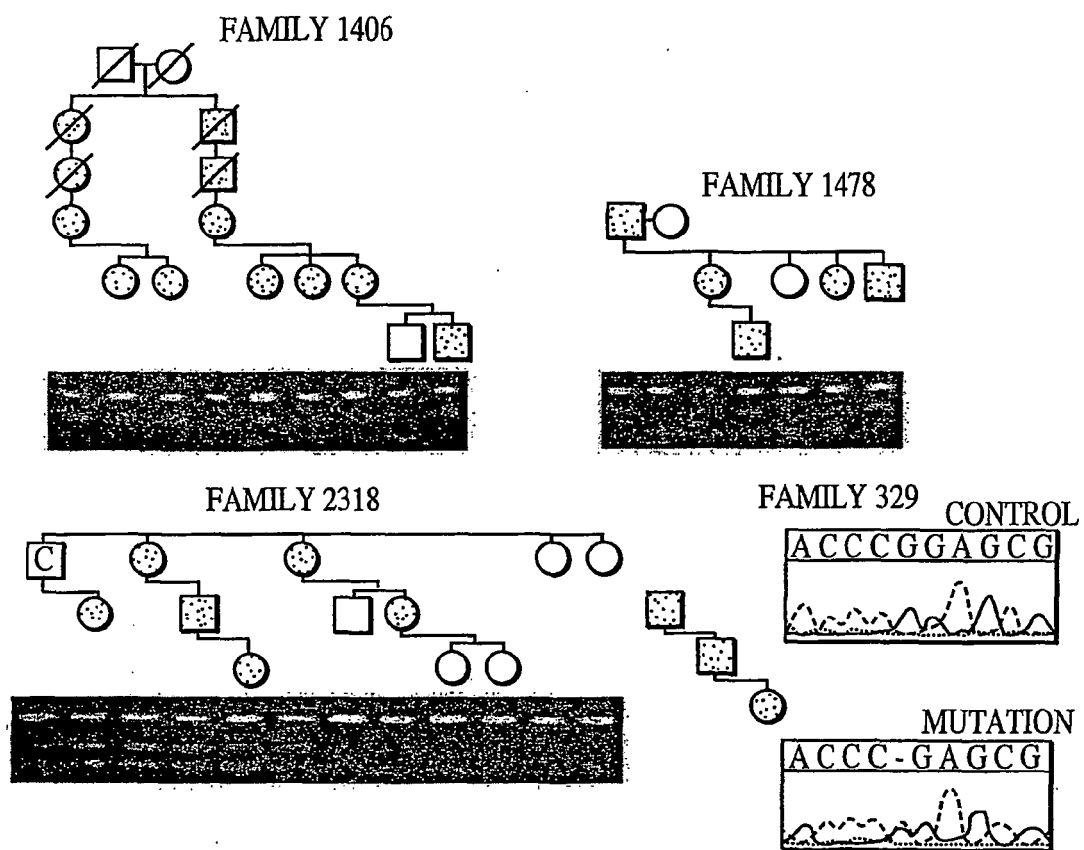 FAMILY 1406
FAMILY 1478
FAMILY 2318
C
FAMILY 329
CONTROL
ACCCGGAGCG
MUTATION
ACCC-GAGCG